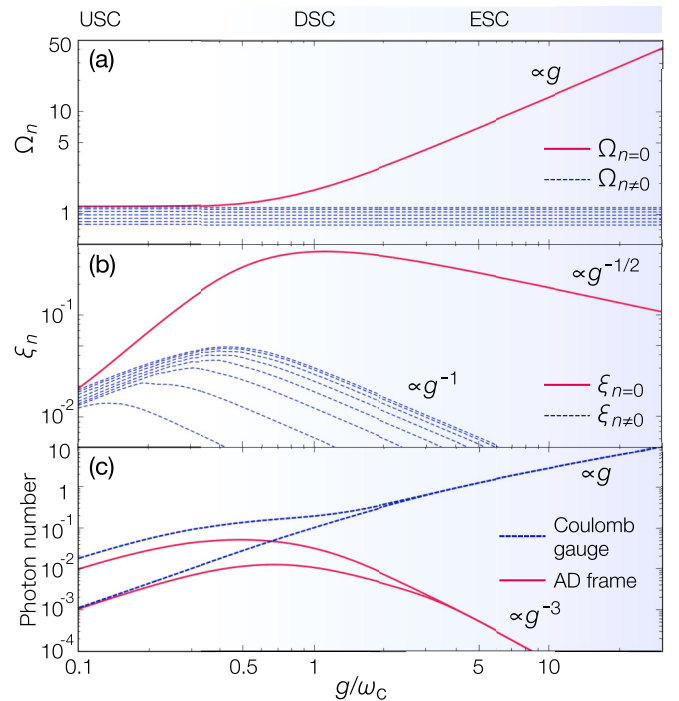 USC DSC ESC
(a)
50
10
5
1
Ωn
∝g
Ωn=0
Ωn≠0
(b)
10-1
10-2
ξn
∝g-1/2
∝g-1
ξn=0
ξn≠0
(c)
10
1
10-1
10-2
10-3
10-4
Photon number
∝g
Coulomb
gauge
AD frame
∝g-3
0.1 0.5 1 5 10
g/ωc